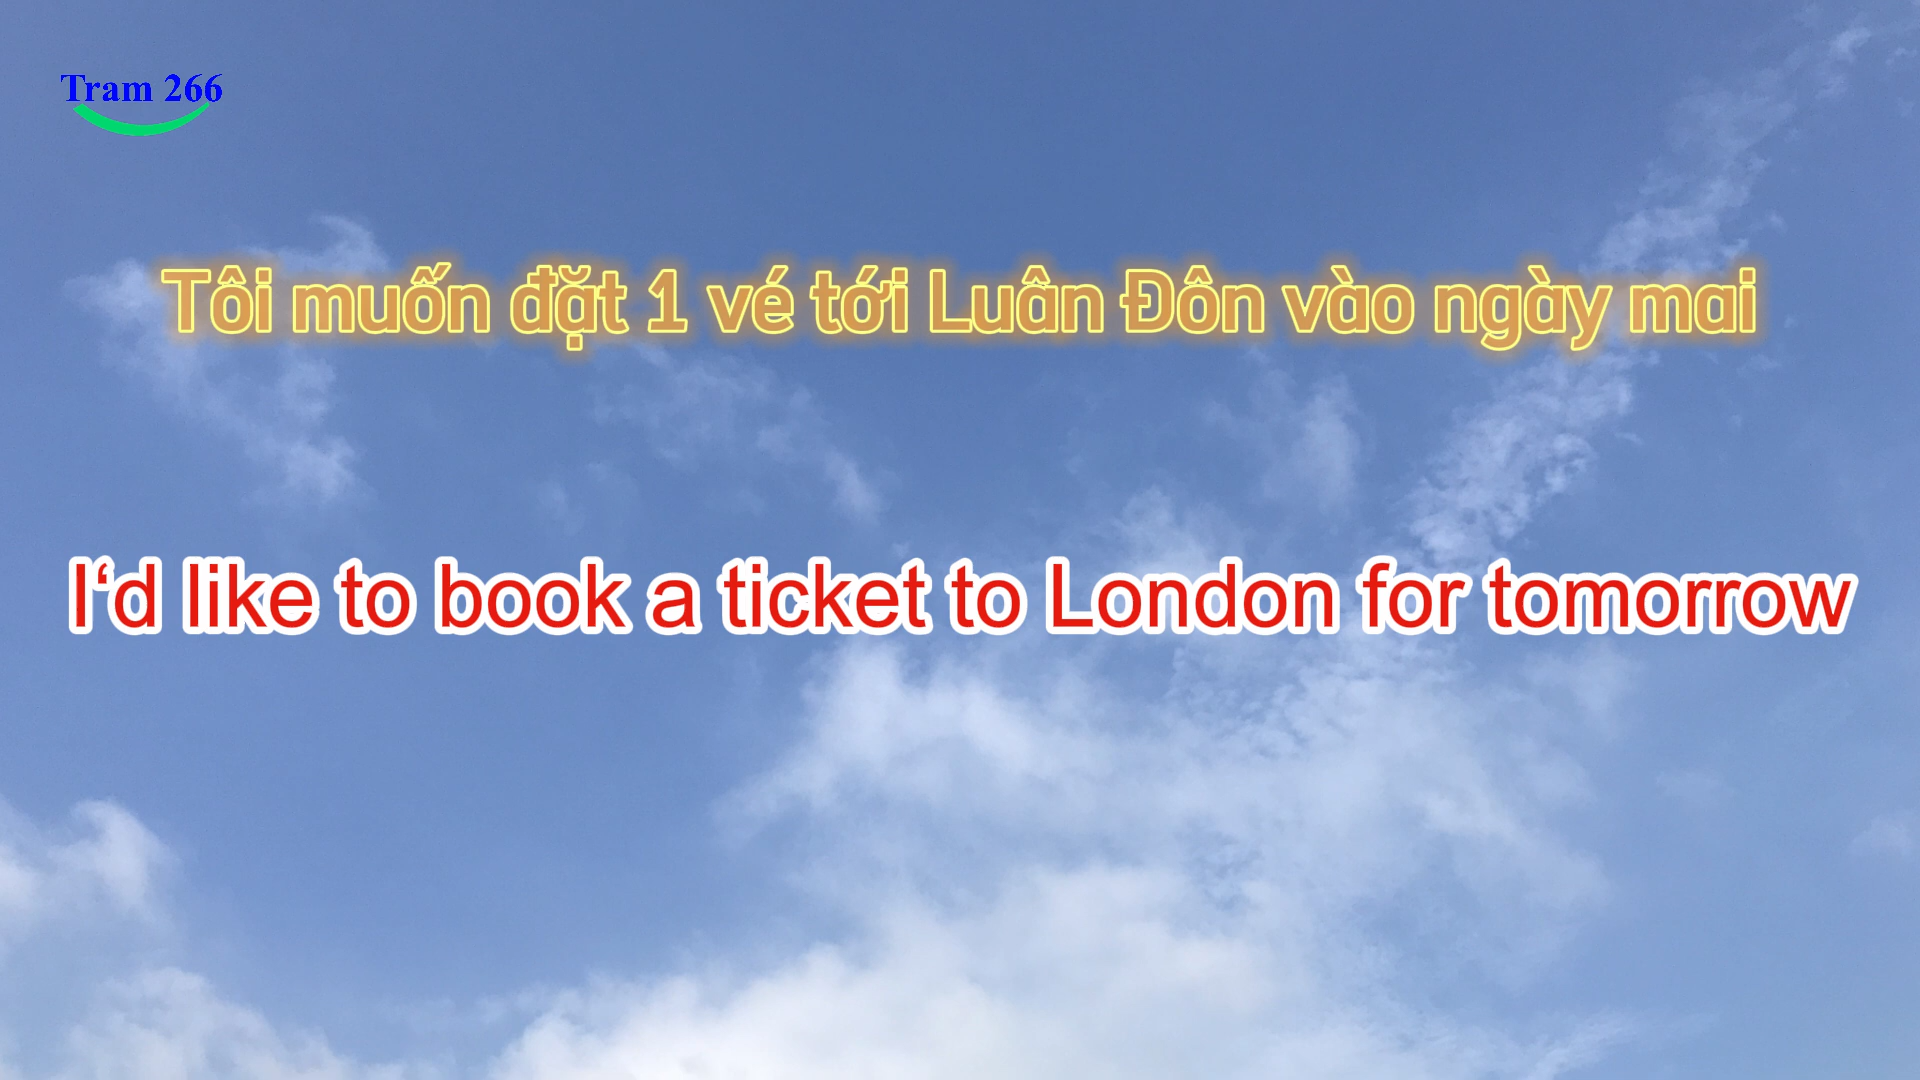 Tram 266
Tôi muốn đặt 1 vé tới Luân Đôn vào ngày mai
I‘d like to book a ticket to London for tomorrow